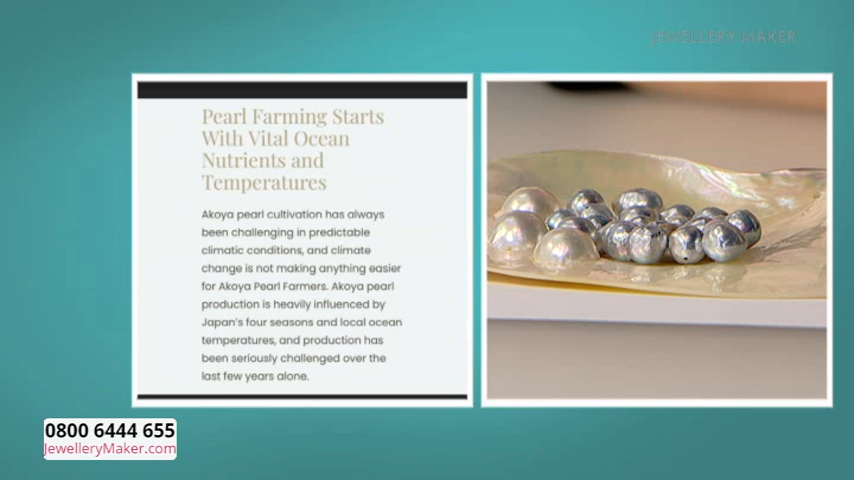 JEWELLERY MAKER
Pearl Farming Starts
With Vital Ocean
Nutrients and
Temperatures
Akoya pearl cultivation has always
been challenging in predictable
climatic conditions, and climate
change is not making anything easier
for Akoya Pearl Farmers. Akoya pearl
production is heavily influenced by
Japan's four seasons and local ocean
temperatures, and production has
been seriously challenged over the
last few years alone.
0800 6444 655
JewelleryMaker.com